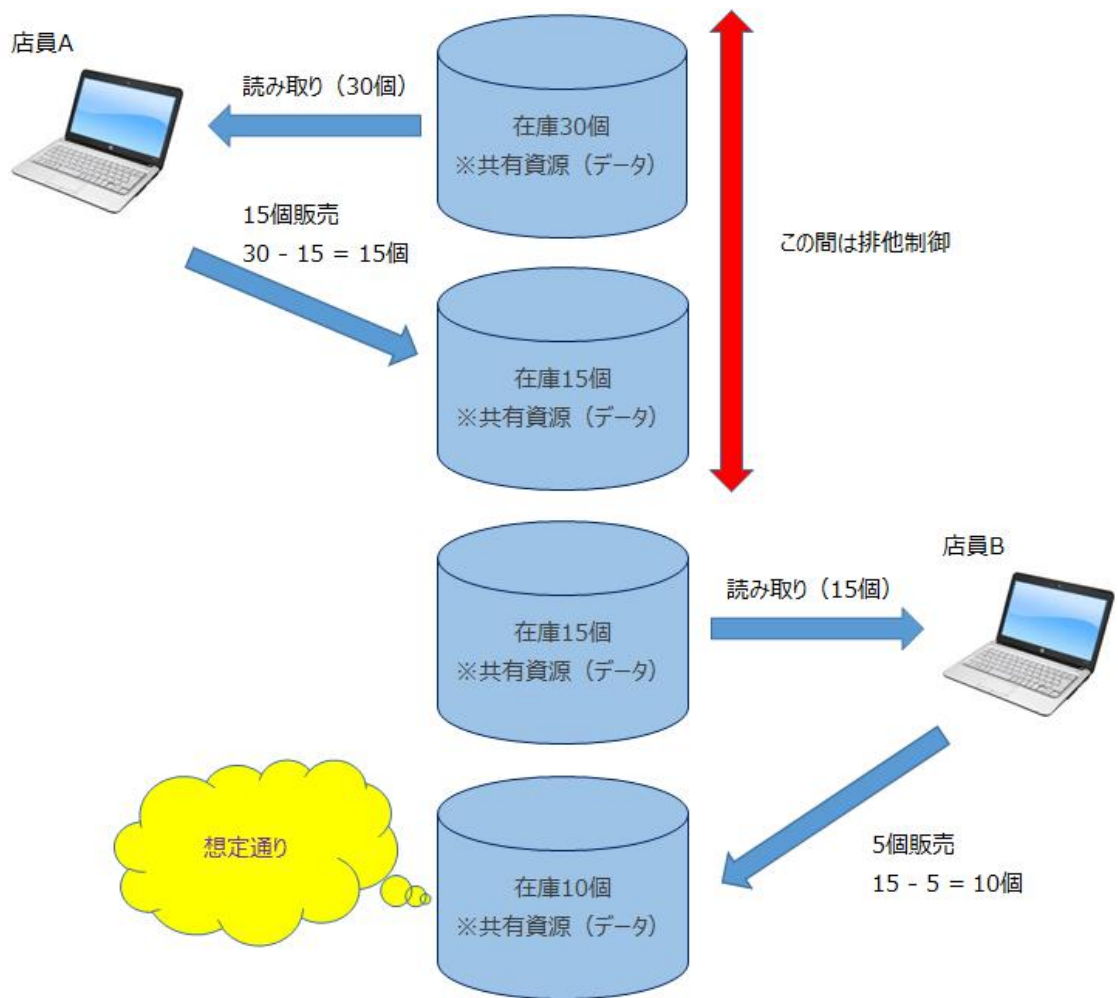 店員A
読み取り（30個）
在庫30個
※共有資源（データ）
15個販売
30 - 15 = 15個
この間は排他制御
在庫15個
※共有資源（データ）
店員B
読み取り（15個）
在庫15個
※共有資源（データ）
想定通り
5個販売
15 - 5 = 10個
在庫10個
※共有資源（データ）